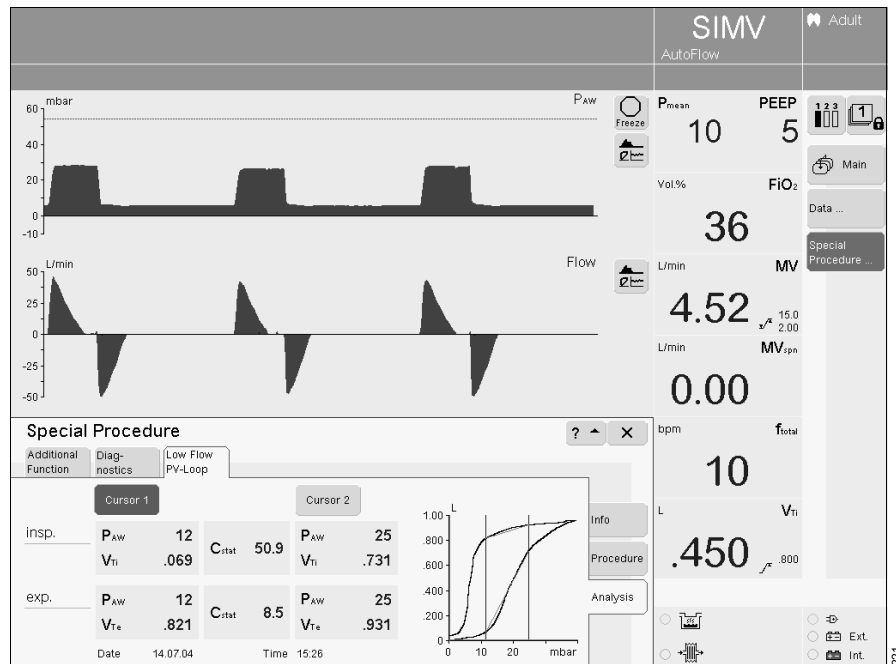 SIMV
AutoFlow
Adult
mbar
PAW
60
40
20
0
-10
Freeze
L/min
Flow
50
25
0
-25
-50
Pmean
PEEP
10
5
Vol.%
FiO2
36
L/min
MV
4.52
15.0
2.00
L/min
MVspn
0.00
bpm
ftotal
10
L
VTi
.450
.800
1 2 3
1
Main
Data ...
Special
Procedure ...
Special Procedure
?
Additional
Function
Diag-
nostics
Low Flow
PV-Loop
Cursor 1
Cursor 2
insp.
PAW 12
VTi .069
Cstat 50.9
PAW 25
VTi .731
exp.
PAW 12
VTe .821
Cstat 8.5
PAW 25
VTe .931
Date 14.07.04 Time 15:26
L
1.00
.800
.600
.400
.200
0
0 10 20 mbar
Info
Procedure
Analysis
Ext.
Int.